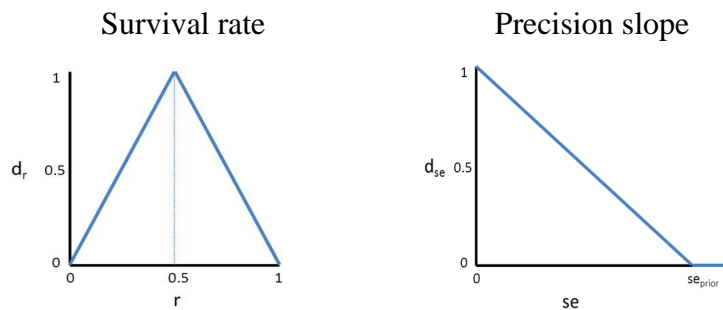 Survival rate
1
d_r
0.5
0
0
0.5
1
r
Precision slope
1
d_se
0.5
0
0
se_prior
se